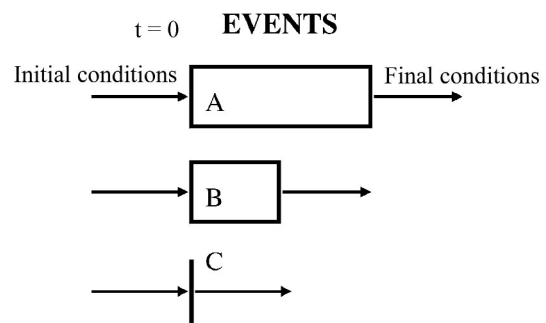 t = 0
EVENTS
Initial conditions
Final conditions
A
B
C